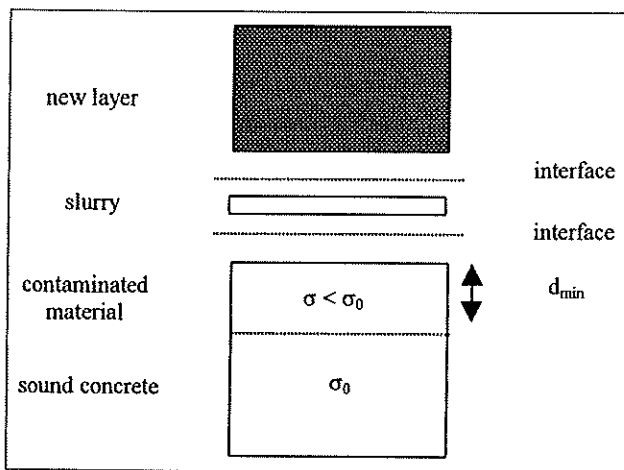 new layer
interface
slurry
interface
contaminated
material
σ < σ₀
d_min
sound concrete
σ₀